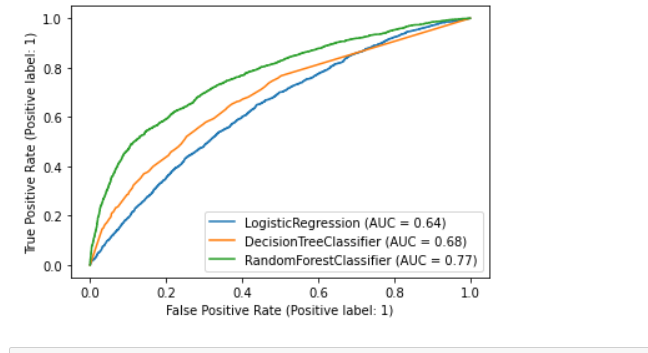 True Positive Rate (Positive label: 1)
1.0
0.8
0.6
0.4
0.2
0.0
LogisticRegression (AUC = 0.64)
DecisionTreeClassifier (AUC = 0.68)
RandomForestClassifier (AUC = 0.77)
0.0 0.2 0.4 0.6 0.8 1.0
False Positive Rate (Positive label: 1)